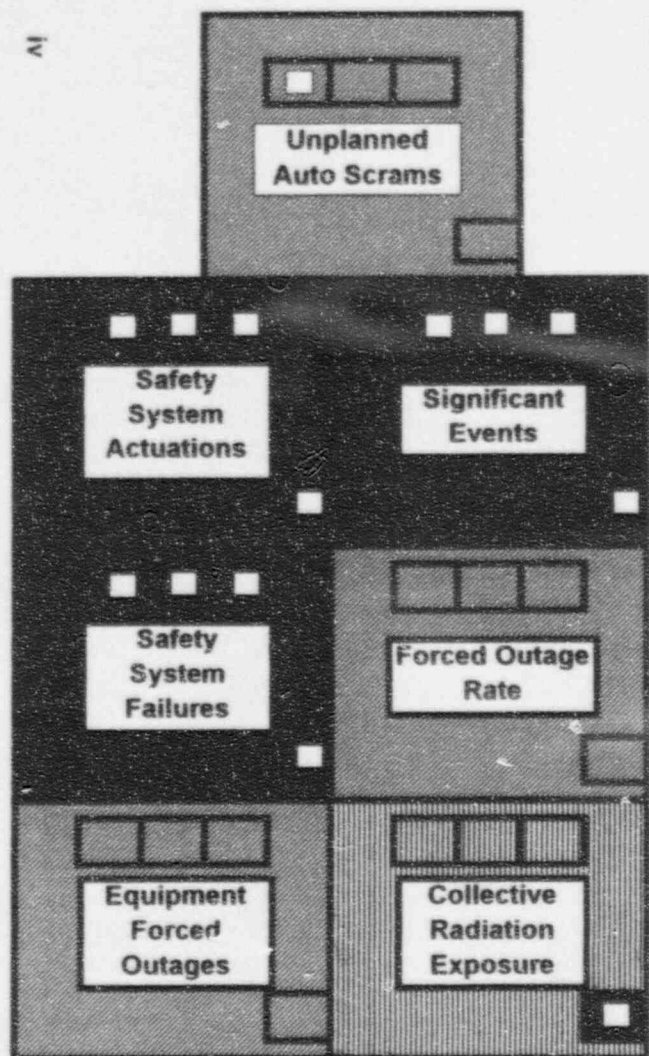 iv
Unplanned
Auto Scrams
Safety
System
Actuations
Significant
Events
Safety
System
Failures
Forced Outage
Rate
Equipment
Forced
Outages
Collective
Radiation
Exposure